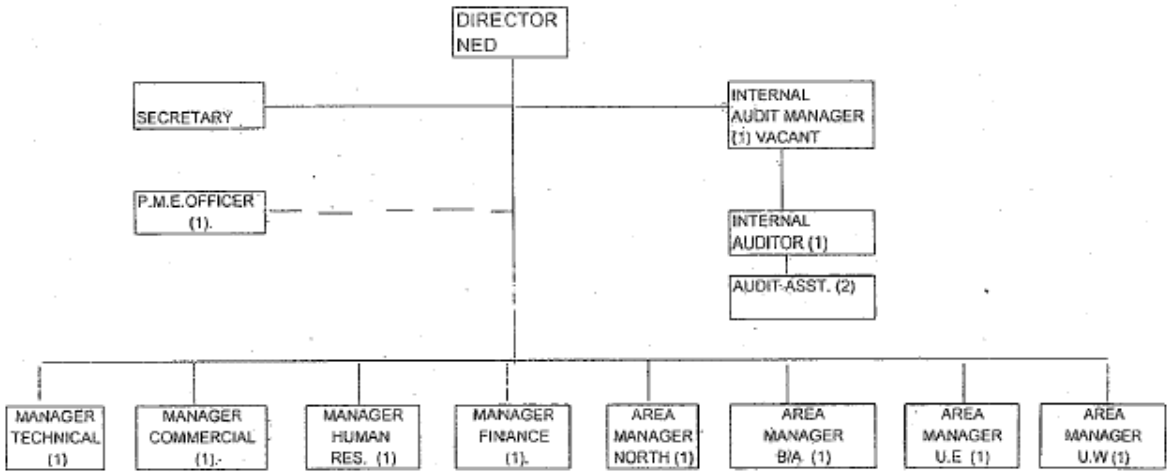 DIRECTOR
NED
SECRETARY
INTERNAL
AUDIT MANAGER
(1) VACANT
P.M.E.OFFICER
(1).
INTERNAL
AUDITOR (1)
AUDIT-ASST. (2)
MANAGER
TECHNICAL
(1)
MANAGER
COMMERCIAL
(1).-
MANAGER
HUMAN
RES. (1)
MANAGER
FINANCE
(1).
AREA
MANAGER
NORTH (1)
AREA
MANAGER
B/A (1)
AREA
MANAGER
U.E (1)
AREA
MANAGER
U.W (1)